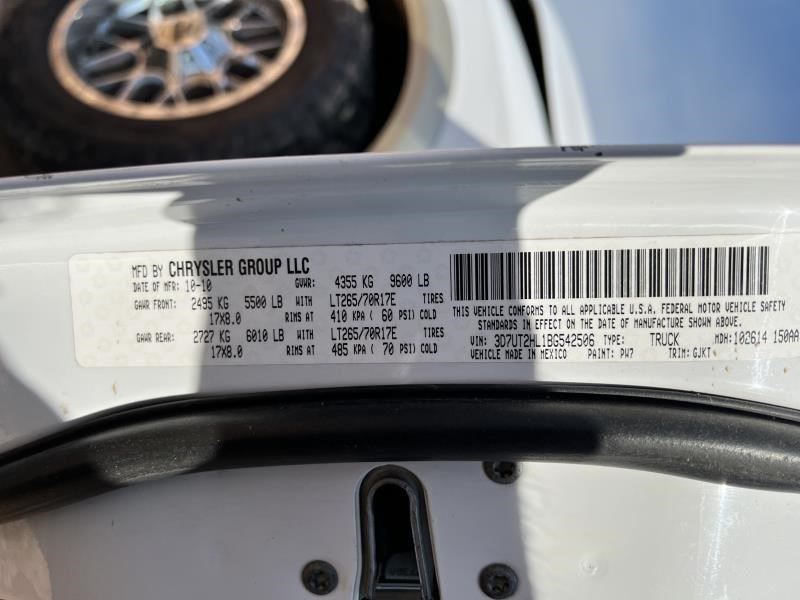 MFD BY CHRYSLER GROUP LLC
DATE OF MFR: 10-10 GVWR: 4355 KG 9600 LB
GAWR FRONT: 2495 KG 5500 LB WITH LT265/70R17E TIRES
17X8.0 RIMS AT 410 KPA ( 60 PSI) COLD
GAWR REAR: 2727 KG 6010 LB WITH LT265/70R17E TIRES
17X8.0 RIMS AT 485 KPA ( 70 PSI) COLD
THIS VEHICLE CONFORMS TO ALL APPLICABLE U.S.A. FEDERAL MOTOR VEHICLE SAFETY
STANDARDS IN EFFECT ON THE DATE OF MANUFACTURE SHOWN ABOVE.
VIN: 3D7UT2HL1BG542506 TYPE: TRUCK MDH: 102614 150AA
VEHICLE MADE IN MEXICO PAINT: PW7 TRIM: GJKT